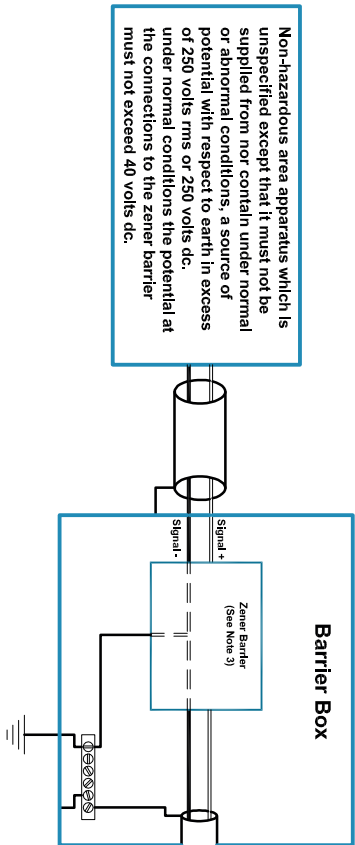 Non-hazardous area apparatus which is
unspecified except that it must not be
supplied from nor contain under normal
or abnormal conditions, a source of
potential with respect to earth in excess
of 250 volts rms or 250 volts dc.
under normal conditions the potential at
the connections to the zener barrier
must not exceed 40 volts dc.
Barrier Box
Signal +
Signal -
Zener Barrier
(See Note 3)